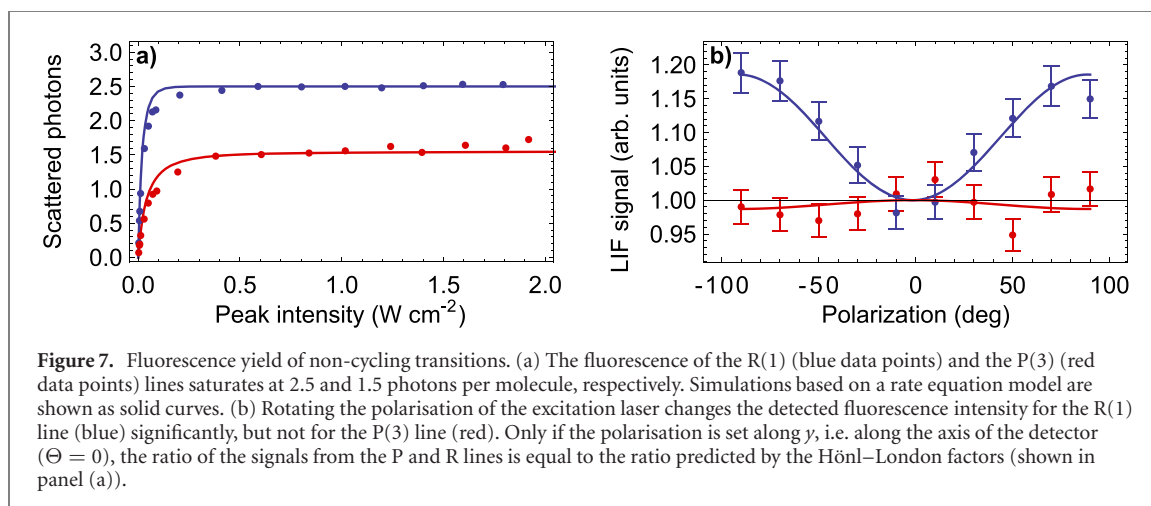 a)
3.0
2.5
2.0
1.5
1.0
0.5
0.0
Scattered photons
0.0 0.5 1.0 1.5 2.0
Peak intensity (W cm-2)
b)
1.20
1.15
1.10
1.05
1.00
0.95
LIF signal (arb. units)
-100 -50 0 50 100
Polarization (deg)
Figure 7. Fluorescence yield of non-cycling transitions. (a) The fluorescence of the R(1) (blue data points) and the P(3) (red
data points) lines saturates at 2.5 and 1.5 photons per molecule, respectively. Simulations based on a rate equation model are
shown as solid curves. (b) Rotating the polarisation of the excitation laser changes the detected fluorescence intensity for the R(1)
line (blue) significantly, but not for the P(3) line (red). Only if the polarisation is set along y, i.e. along the axis of the detector
(Θ = 0), the ratio of the signals from the P and R lines is equal to the ratio predicted by the Hönl–London factors (shown in
panel (a)).